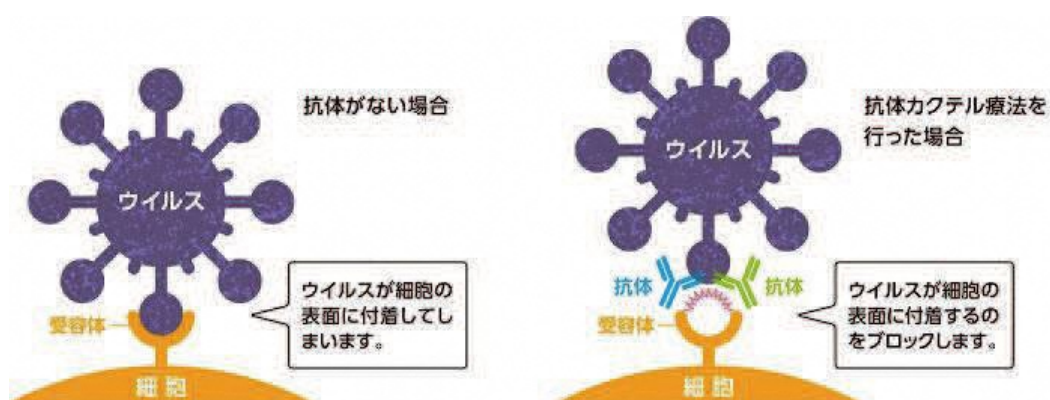 抗体がない場合
ウイルス
ウイルスが細胞の
表面に付着してし
まいます。
受容体
細胞
抗体カクテル療法を
行った場合
ウイルス
抗体
抗体
ウイルスが細胞の
表面に付着するの
をブロックします。
受容体
細胞